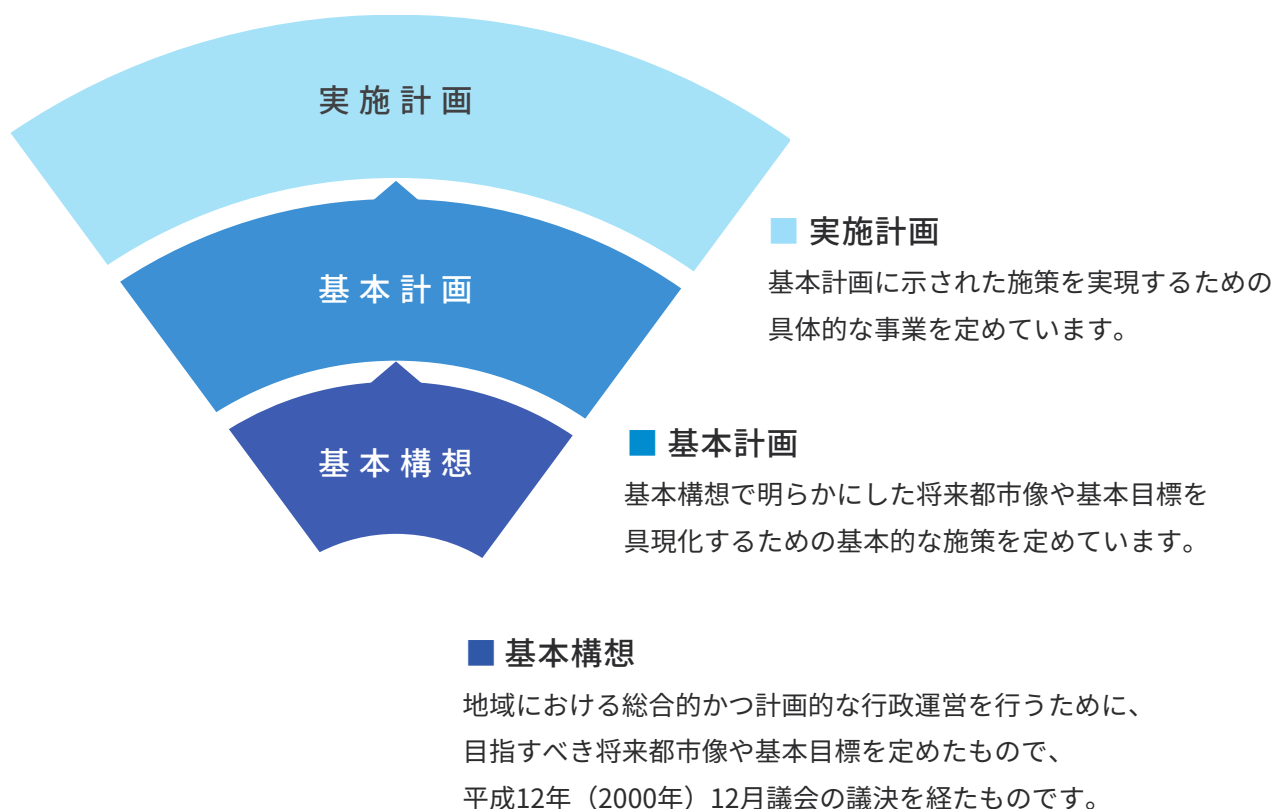 実施計画
基本計画
基本構想
■ 実施計画
基本計画に示された施策を実現するための
具体的な事業を定めています。
■ 基本計画
基本構想で明らかにした将来都市像や基本目標を
具現化するための基本的な施策を定めています。
■ 基本構想
地域における総合的かつ計画的な行政運営を行うために、
目指すべき将来都市像や基本目標を定めたもので、
平成12年（2000年）12月議会の議決を経たものです。